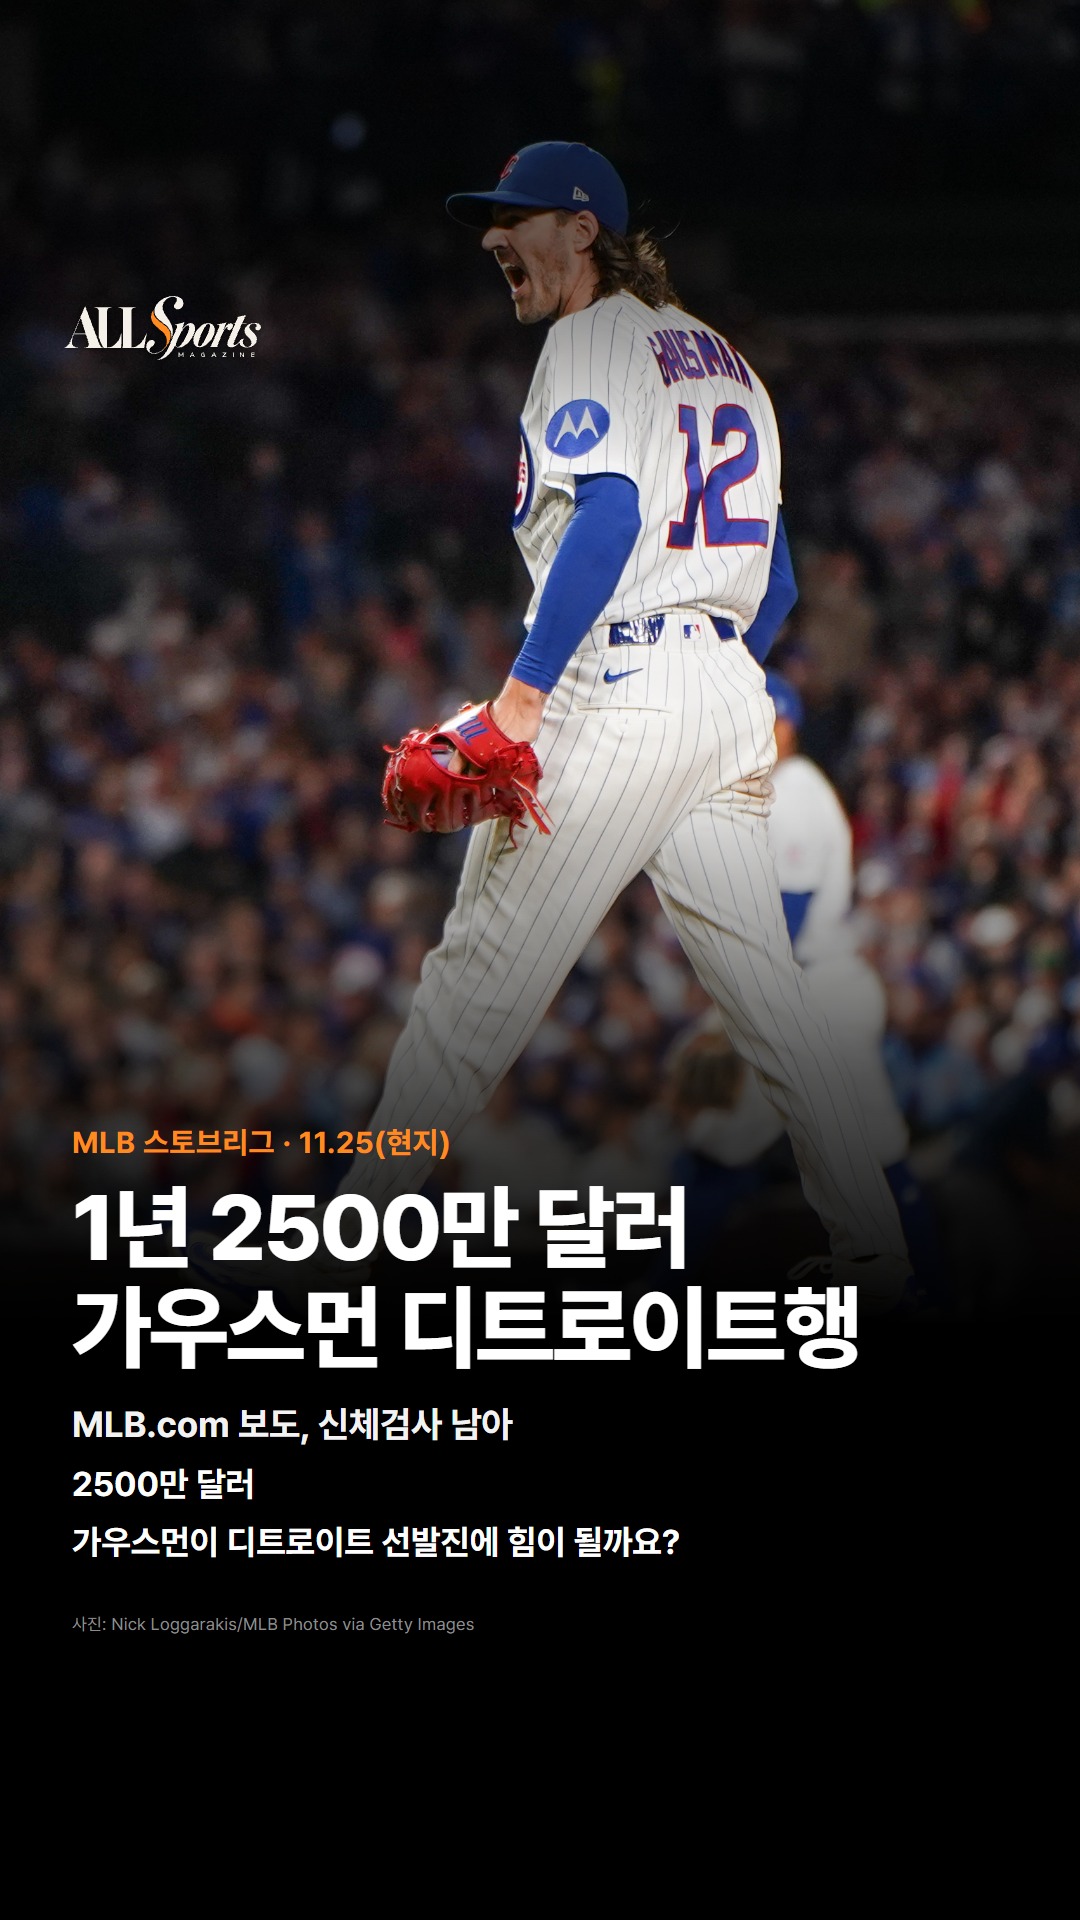 ALL Sports
MAGAZINE
GAUSMAN
12
MLB 스토브리그 · 11.25(현지)
1년 2500만 달러
가우스먼 디트로이트행
MLB.com 보도, 신체검사 남아
2500만 달러
가우스먼이 디트로이트 선발진에 힘이 될까요?
사진: Nick Loggarakis/MLB Photos via Getty Images